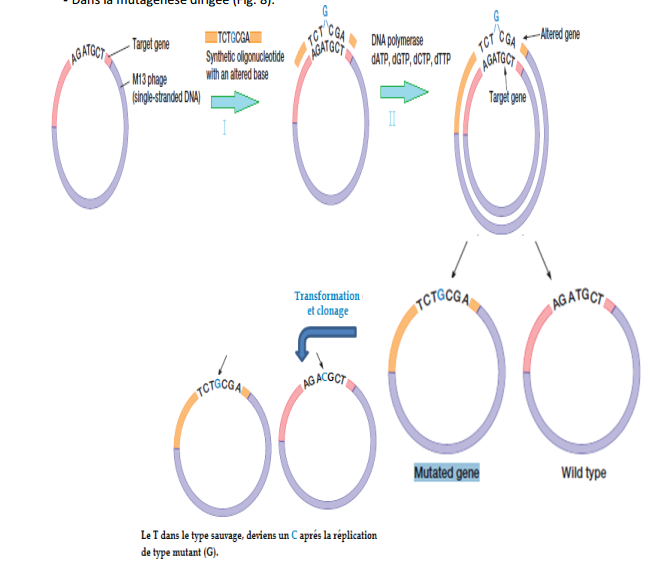 - Dans la mutagenèse dirigée (Fig. 8).
AGATGCT
Target gene
M13 phage
(single-stranded DNA)
TCTGCGA
Synthetic oligonucleotide
with an altered base
I
G
TCT CGA
AGATGCT
DNA polymerase
dATP, dGTP, dCTP, dTTP
II
G
TCT CGA
AGATGCT
Altered gene
Target gene
TCTGCGA
Mutated gene
AGATGCT
Wild type
Transformation
et clonage
TCTGCGA
AGACGCT
Le T dans le type sauvage, deviens un C aprés la réplication
de type mutant (G).